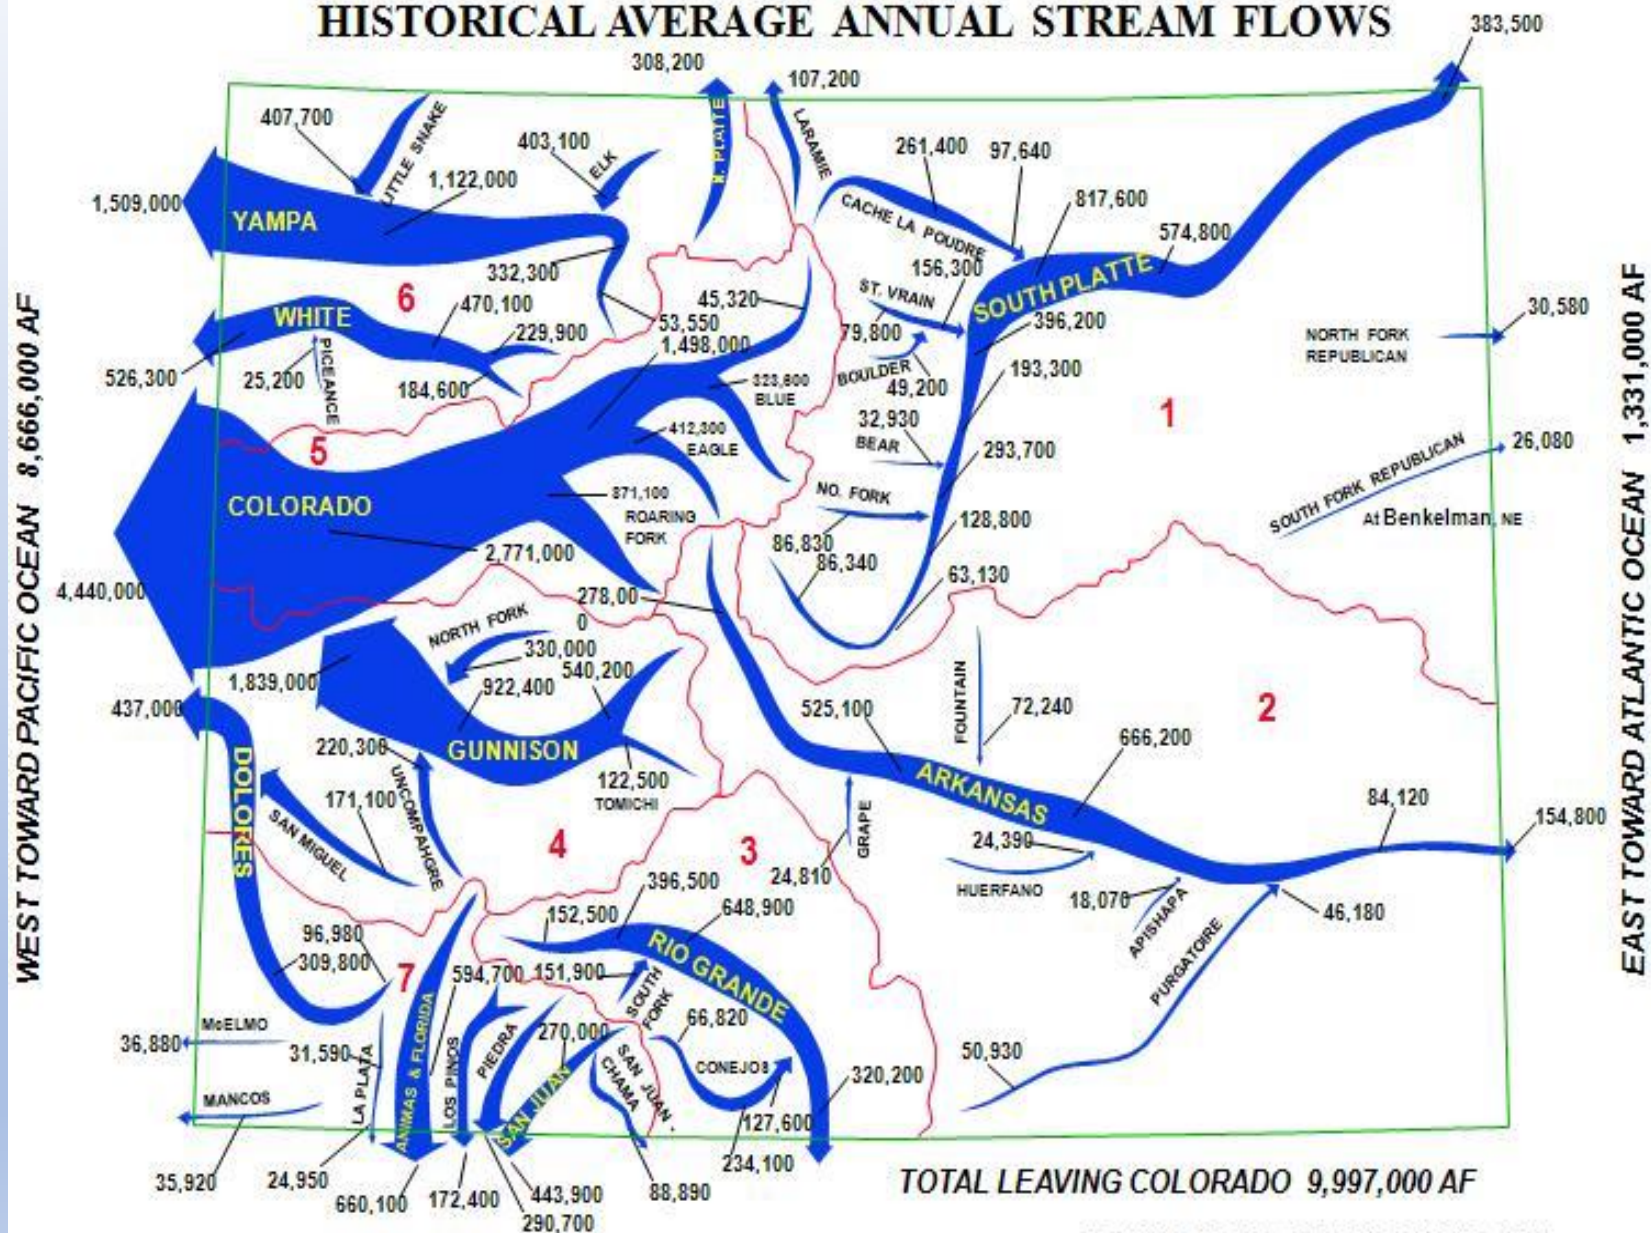 HISTORICAL AVERAGE ANNUAL STREAM FLOWS
383,500
308,200
107,200
407,700
LITTLE SNAKE
403,100
ELK
N. PLATTE
LARAMIE
261,400
97,640
1,122,000
1,509,000
YAMPA
CACHE LA POUDRE
817,600
574,800
332,300
156,300
6
470,100
45,320
ST. VRAIN
SOUTH PLATTE
30,580
WHITE
229,900
53,550
79,800
396,200
NORTH FORK
REPUBLICAN
1,498,000
526,300
25,200
PICEANCE
184,600
BOULDER
49,200
193,300
323,800
BLUE
32,930
BEAR
1
412,300
EAGLE
293,700
26,080
SOUTH FORK REPUBLICAN
5
COLORADO
871,100
ROARING
FORK
NO. FORK
128,800
At Benkelman, NE
2,771,000
86,830
86,340
63,130
4,440,000
278,00
0
NORTH FORK
330,000
540,200
1,839,000
922,400
437,000
525,100
FOUNTAIN
72,240
2
666,200
220,300
GUNNISON
DOLORES
UNCOMPAHGRE
122,500
TOMICHI
ARKANSAS
171,100
SAN MIGUEL
84,120
154,800
4
3
GRAPE
24,390
24,810
HUERFANO
18,070
APISHAPA
46,180
396,500
152,500
648,900
PURGATOIRE
96,980
309,800
RIO GRANDE
7
594,700
151,900
SOUTH
FORK
McELMO
36,880
31,590
LA PLATA
ANIMAS & FLORIDA
LOS PINOS
PIEDRA
270,000
SAN JUAN
SAN JUAN
CHAMA
66,820
CONEJOS
50,930
320,200
MANCOS
127,600
234,100
35,920
24,950
660,100
172,400
443,900
290,700
88,890
TOTAL LEAVING COLORADO 9,997,000 AF
WEST TOWARD PACIFIC OCEAN 8,666,000 AF
EAST TOWARD ATLANTIC OCEAN 1,331,000 AF